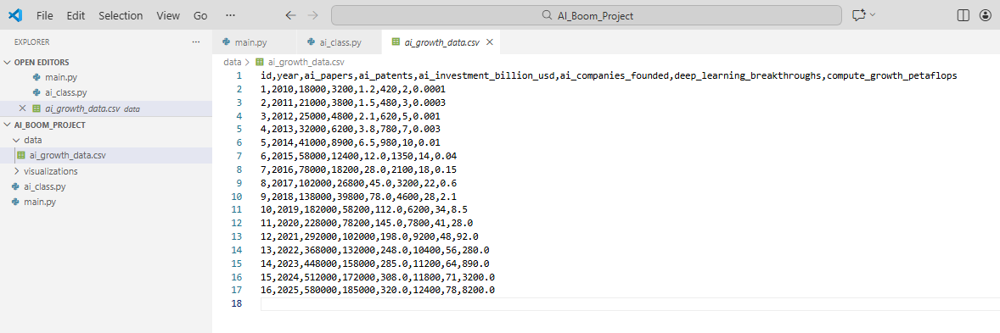 File Edit Selection View Go ··· AI_Boom_Project
EXPLORER ···
OPEN EDITORS
main.py
ai_class.py
ai_growth_data.csv data
AI_BOOM_PROJECT
data
ai_growth_data.csv
visualizations
ai_class.py
main.py
main.py ai_class.py ai_growth_data.csv
data > ai_growth_data.csv
1 id,year,ai_papers,ai_patents,ai_investment_billion_usd,ai_companies_founded,deep_learning_breakthroughs,compute_growth_petaflops
2 1,2010,18000,3200,1.2,420,2,0.0001
3 2,2011,21000,3800,1.5,480,3,0.0003
4 3,2012,25000,4800,2.1,620,5,0.001
5 4,2013,32000,6200,3.8,780,7,0.003
6 5,2014,41000,8900,6.5,980,10,0.01
7 6,2015,58000,12400,12.0,1350,14,0.04
8 7,2016,78000,18200,28.0,2100,18,0.15
9 8,2017,102000,26800,45.0,3200,22,0.6
10 9,2018,138000,39800,78.0,4600,28,2.1
11 10,2019,182000,58200,112.0,6200,34,8.5
12 11,2020,228000,78200,145.0,7800,41,28.0
13 12,2021,292000,102000,198.0,9200,48,92.0
14 13,2022,368000,132000,248.0,10400,56,280.0
15 14,2023,448000,158000,285.0,11200,64,890.0
16 15,2024,512000,172000,308.0,11800,71,3200.0
17 16,2025,580000,185000,320.0,12400,78,8200.0
18